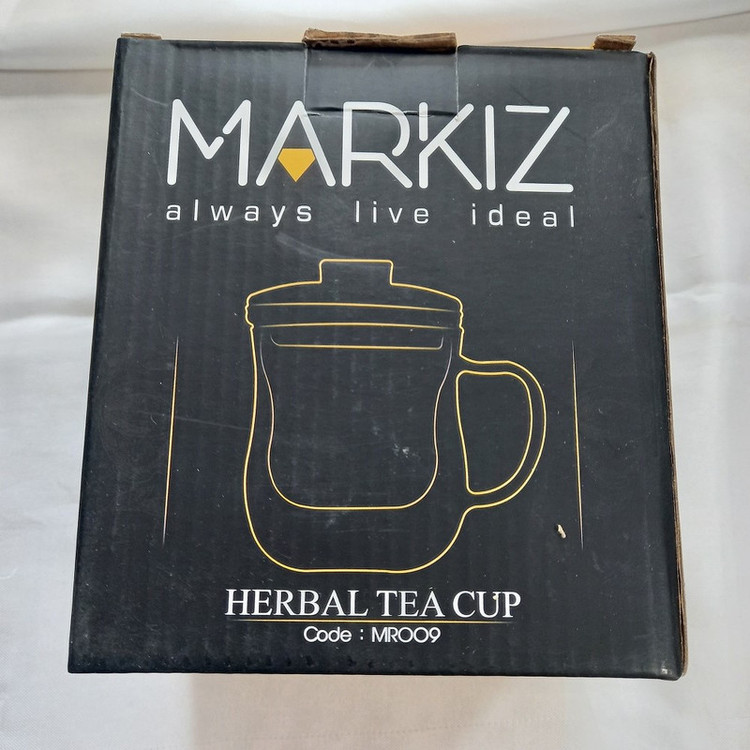 MARKIZ
always live ideal
HERBAL TEA CUP
Code : MR009